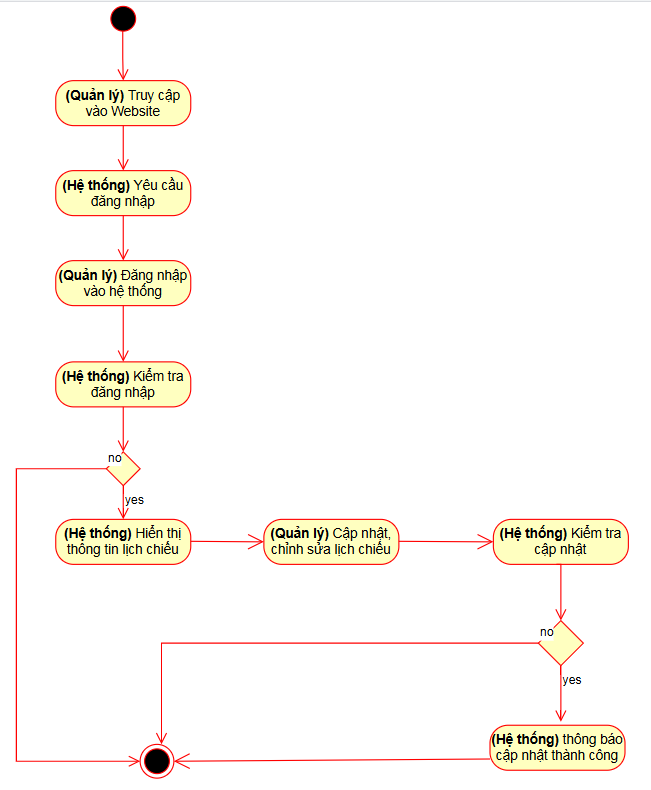 (Quản lý) Truy cập
vào Website
(Hệ thống) Yêu cầu
đăng nhập
(Quản lý) Đăng nhập
vào hệ thống
(Hệ thống) Kiểm tra
đăng nhập
no
yes
(Hệ thống) Hiển thị
thông tin lịch chiếu
(Quản lý) Cập nhật,
chỉnh sửa lịch chiếu
(Hệ thống) Kiểm tra
cập nhật
no
yes
(Hệ thống) thông báo
cập nhật thành công